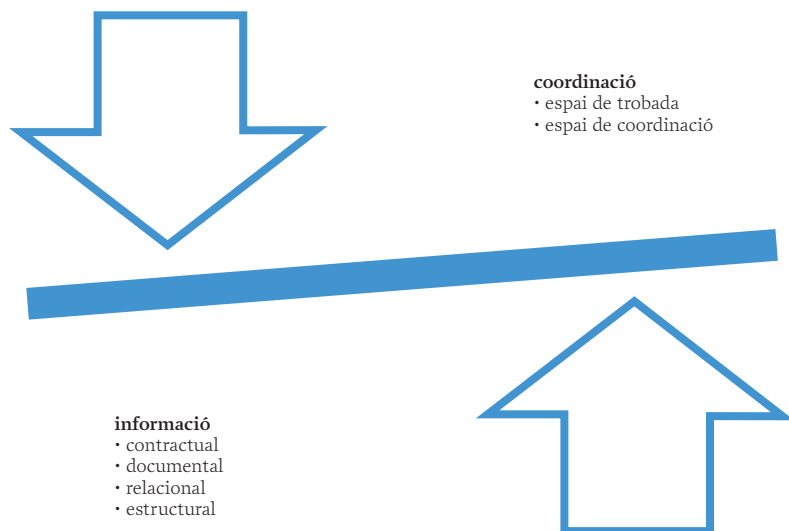 coordinació
• espai de trobada
• espai de coordinació
informació
• contractual
• documental
• relacional
• estructural